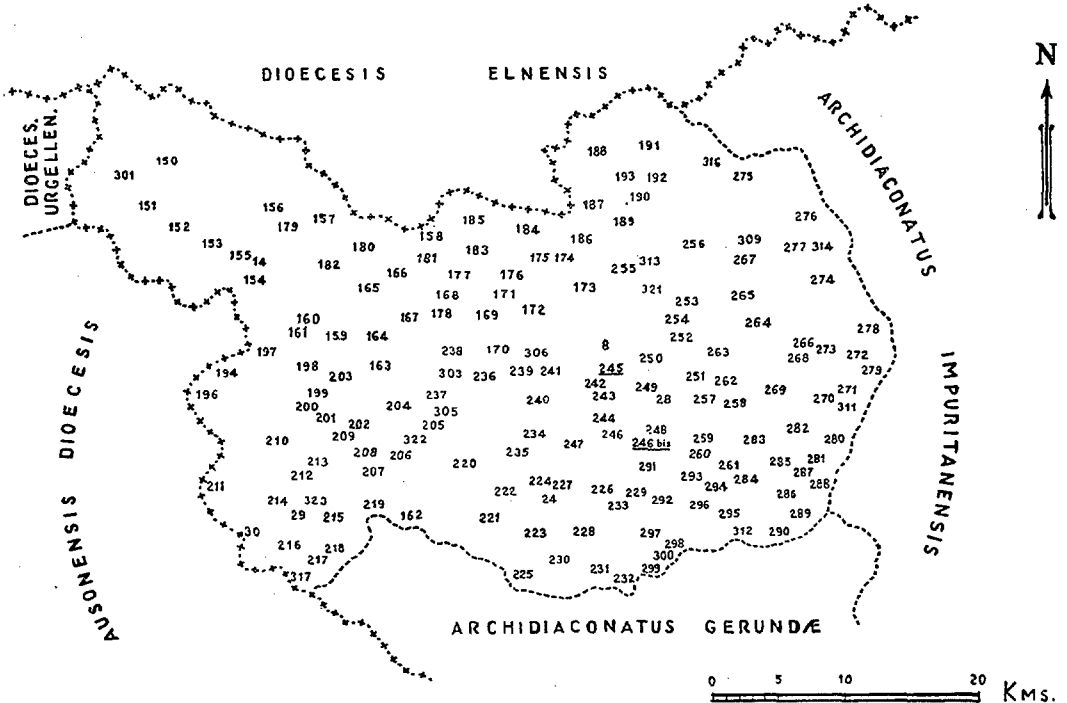 DIOECESIS ELNENSIS
N
DIOECES.
URGELLEN.
ARCHIDIACONATUS
188 191
316
150
301
193 192 275
151 156 187 190
157 185 189 276
152 179 184
153 180 158 183 186 256 309 277 314
155 14 182 181 175 174 255 313 267
154 166 177 176 274
165 168 171 173 321 253 265
160 167 178 169 172 254 264 278
161 159 164 252
197 238 170 306 8 250 263 266 273 272
268
198 163 303 236 239 241 245 251 262 279
194 203 242 249 269 271
196 199 237 240 243 28 257 258 270 311
200 204 305
201 202 205 244 248 282
210 209 322 234 246 246 bis 259 283 280
208 206 235 247 260
213 207 220 291 261 285 281
212 287
211 224 227 293 284 288
222 24 226 229 292 294 286
214 323 219 162 233 296
29 215 221 295 289
30 223 228 297 312 290
216 218 298
217 230 300
317 225 231 232 299
AUSONENSIS DIOECESIS
IMPURITANENSIS
ARCHIDIACONATUS GERUNDÆ
0 5 10 20 KMS.